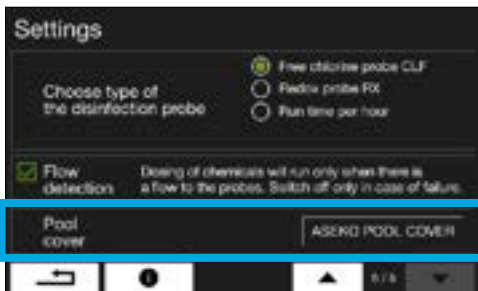 Settings
Choose type of
the disinfection probe
Free chlorine probe CLF
Redox probe RX
Run time per hour
Flow
detection
Dosing of chemicals will run only when there is
a flow to the probes. Switch off only in case of failure.
Pool
cover
ASEKO POOL COVER
6/6